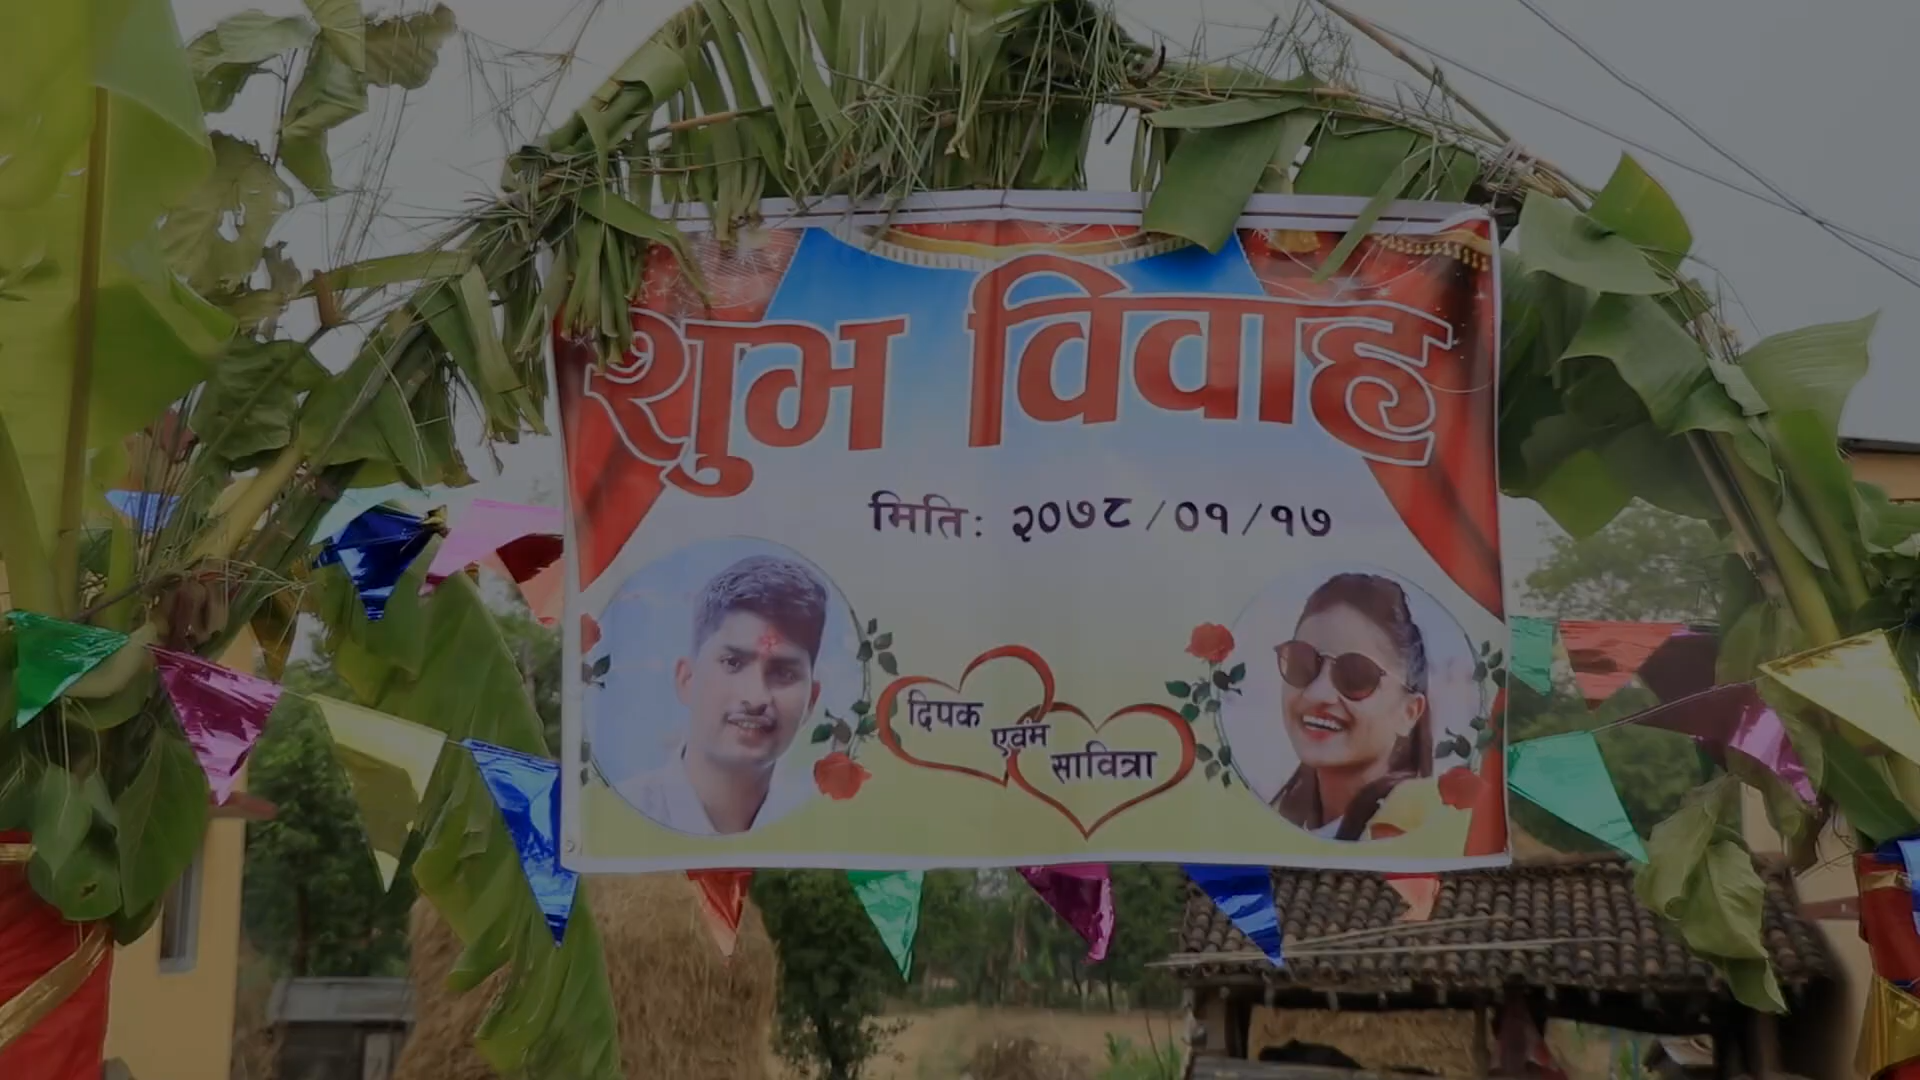 शुभ विवाह
मिति: २०७८/०१/१७
दिपक
एवंम
सावित्रा